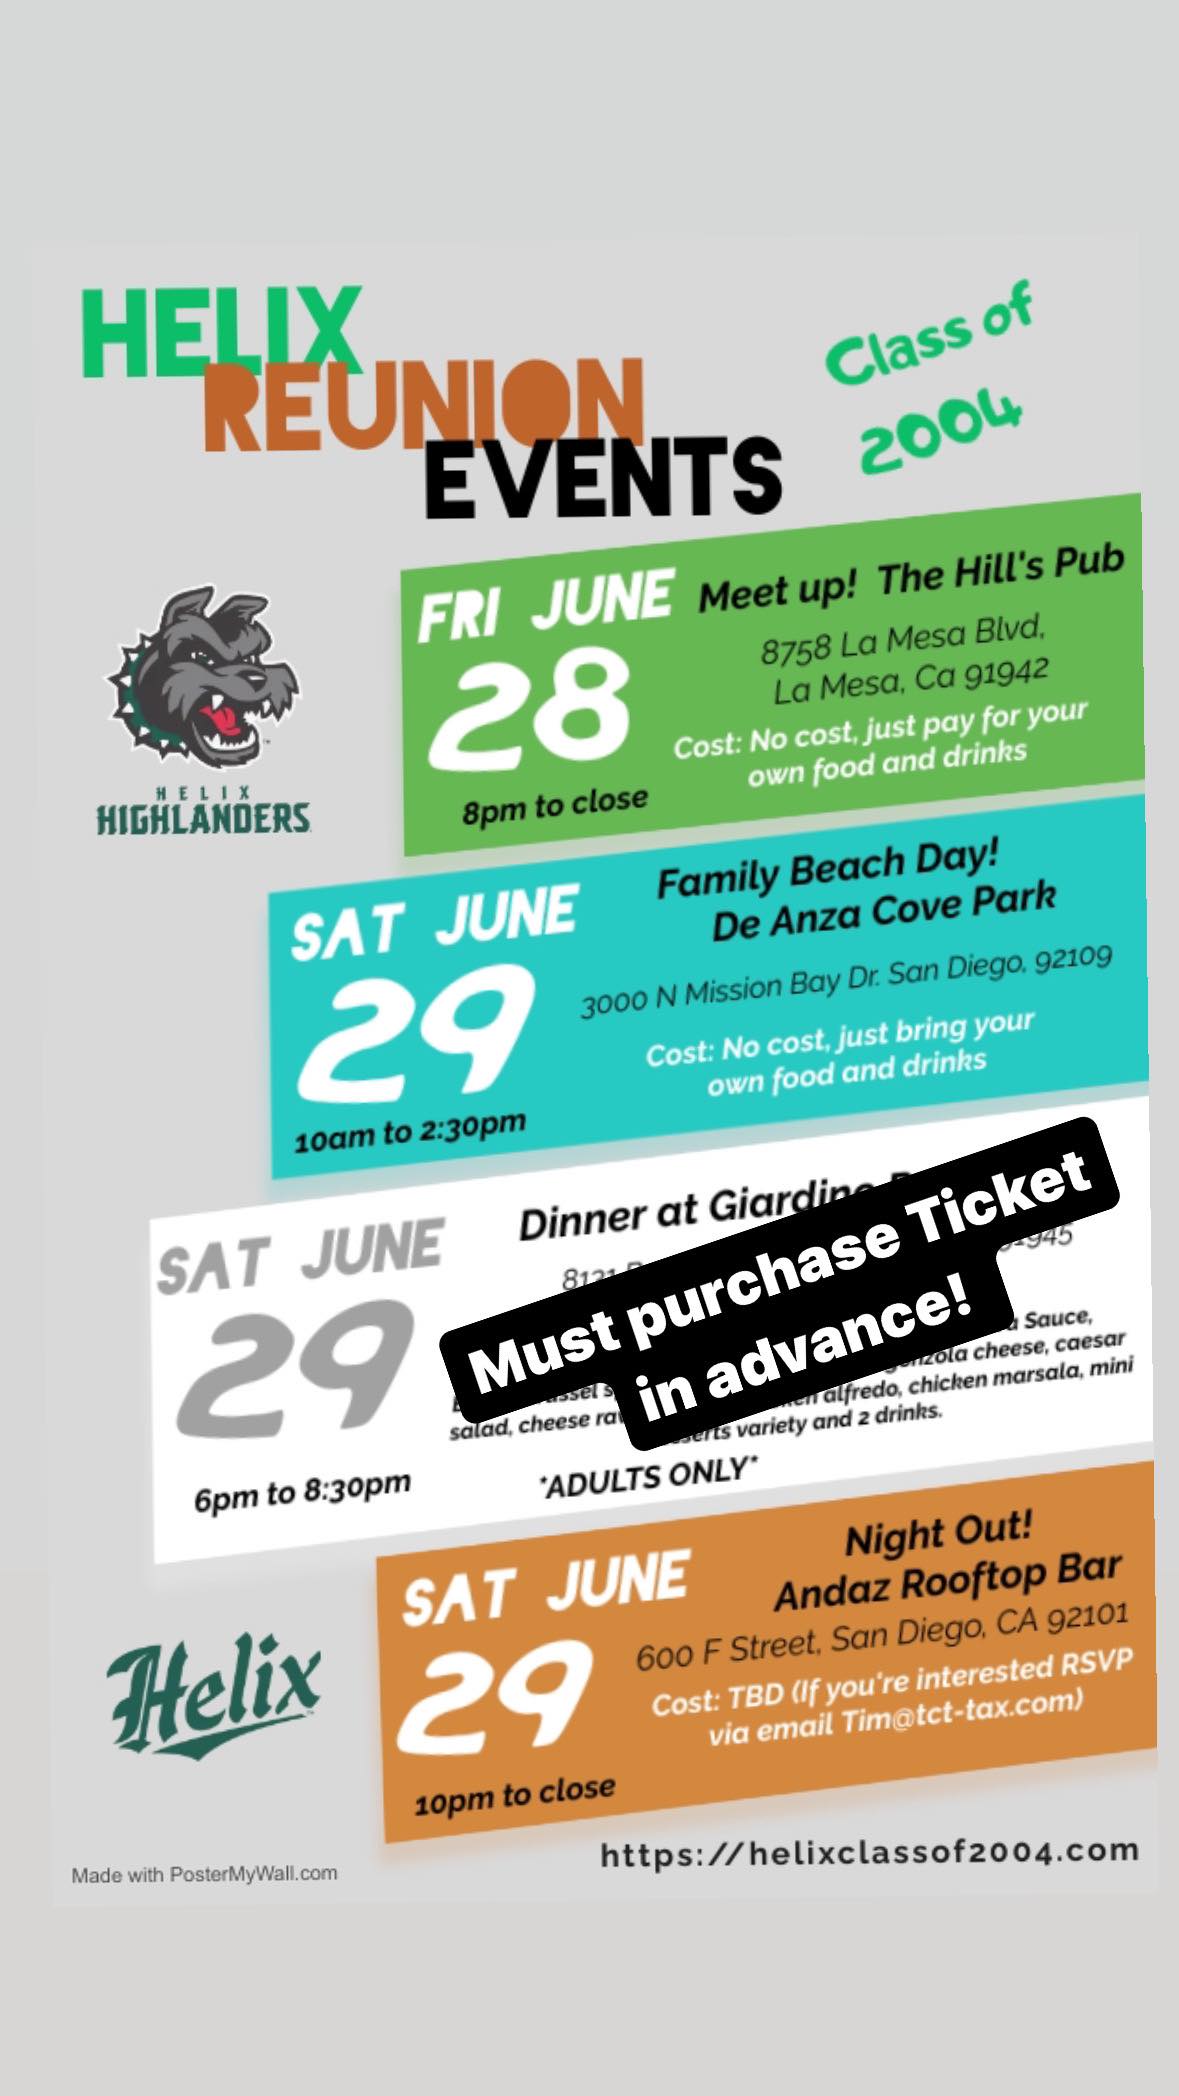 HELIX
REUNION
EVENTS
Class of
2004
HELIX
HIGHLANDERS
FRI JUNE
28
8pm to close
Meet up! The Hill's Pub
8758 La Mesa Blvd,
La Mesa, Ca 91942
Cost: No cost, just pay for your
own food and drinks
SAT JUNE
29
10am to 2:30pm
Family Beach Day!
De Anza Cove Park
3000 N Mission Bay Dr. San Diego, 92109
Cost: No cost, just bring your
own food and drinks
SAT JUNE
29
6pm to 8:30pm
Dinner at
8121
Must purchase Ticket
in advance!
Sauce,
cheese, caesar
salad, cheese alfredo, chicken marsala, mini
variety and 2 drinks.
*ADULTS ONLY*
SAT JUNE
29
10pm to close
Night Out!
Andaz Rooftop Bar
600 F Street, San Diego, CA 92101
Cost: TBD (If you're interested RSVP
via email Tim@tct-tax.com)
Helix
https://helixclassof2004.com
Made with PosterMyWall.com